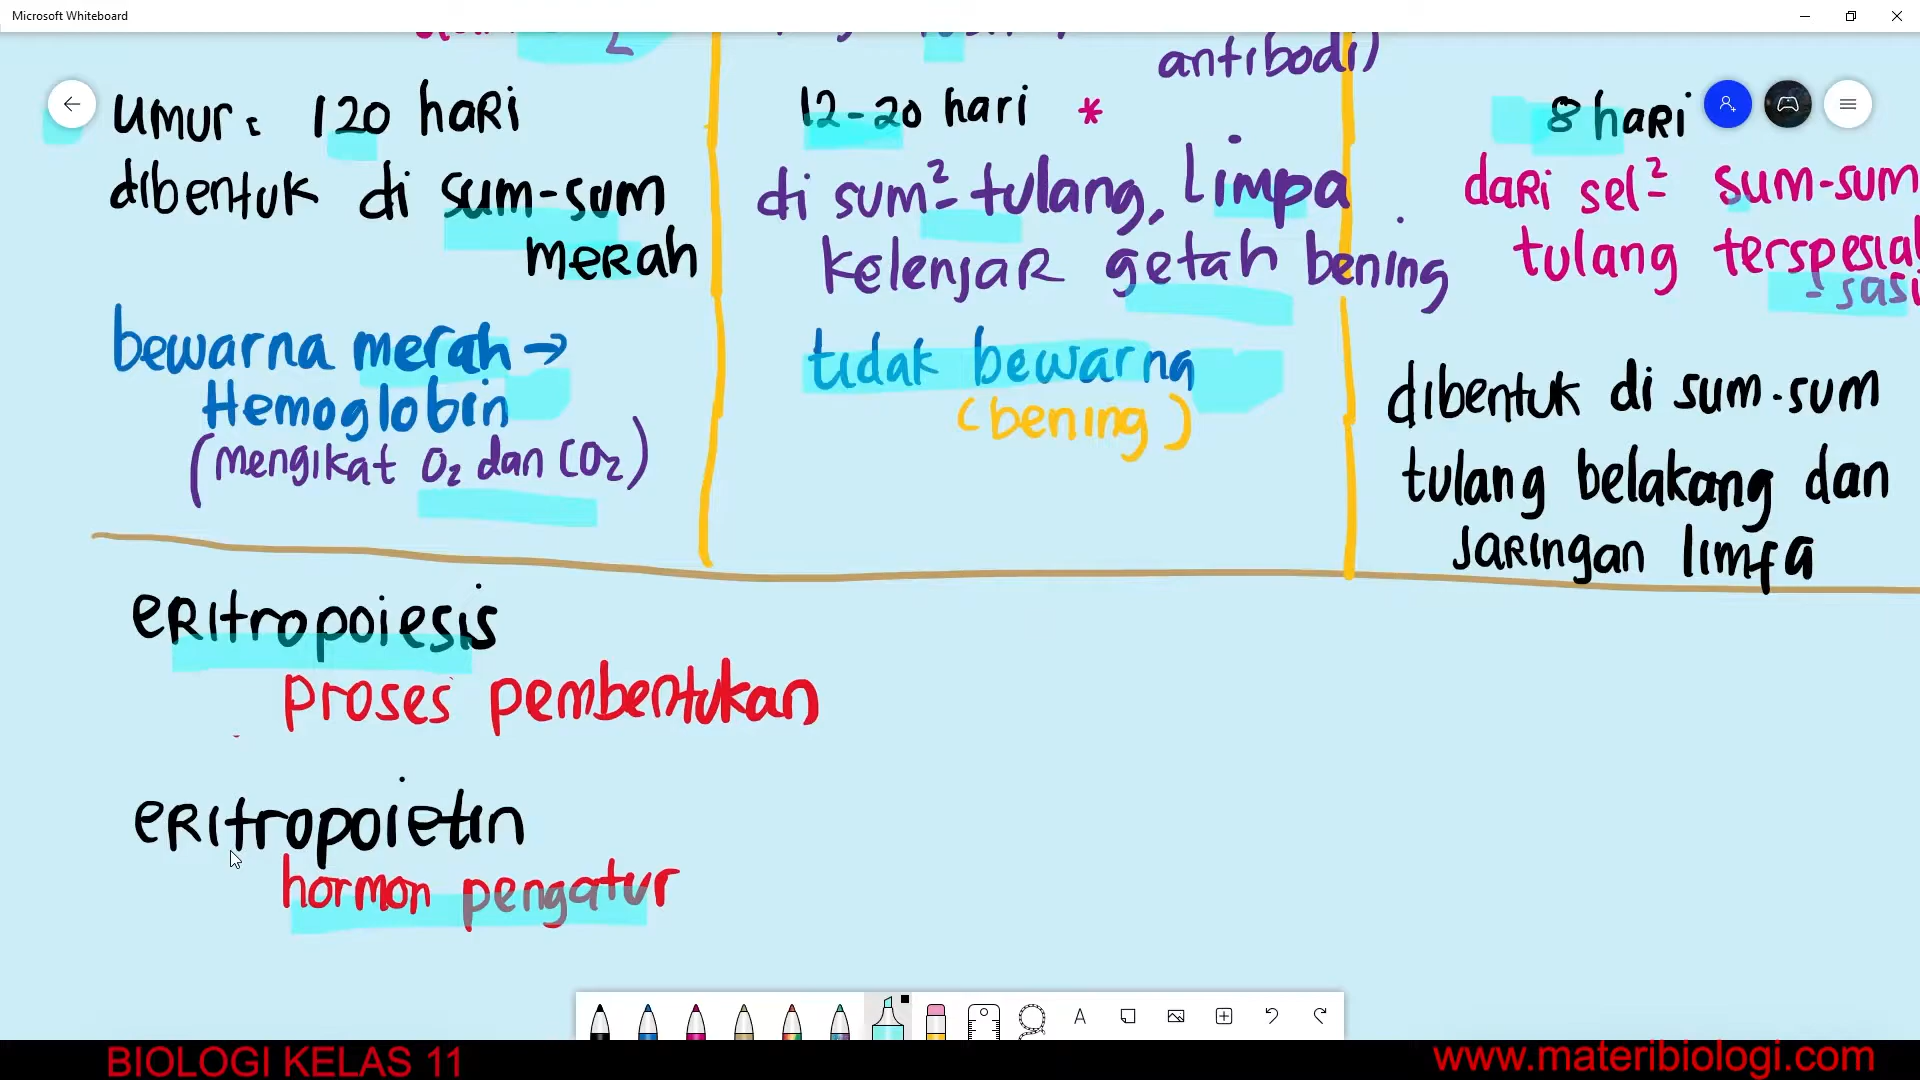 Microsoft Whiteboard
antibodi)
Umur: 120 hari
dibentuk di sum-sum
merah
bewarna merah →
Hemoglobin
(mengikat O₂ dan CO₂)
12-20 hari *
di sum²-tulang, Limpa
kelenjar getah bening
tidak bewarna
(bening)
8 hari
dari sel² sum-sum
tulang terspesial
-sasi
dibentuk di sum-sum
tulang belakang dan
jaringan limfa
eritropoiesis
proses pembentukan
eritropoietin
hormon pengatur
A
BIOLOGI KELAS 11
www.materibiologi.com